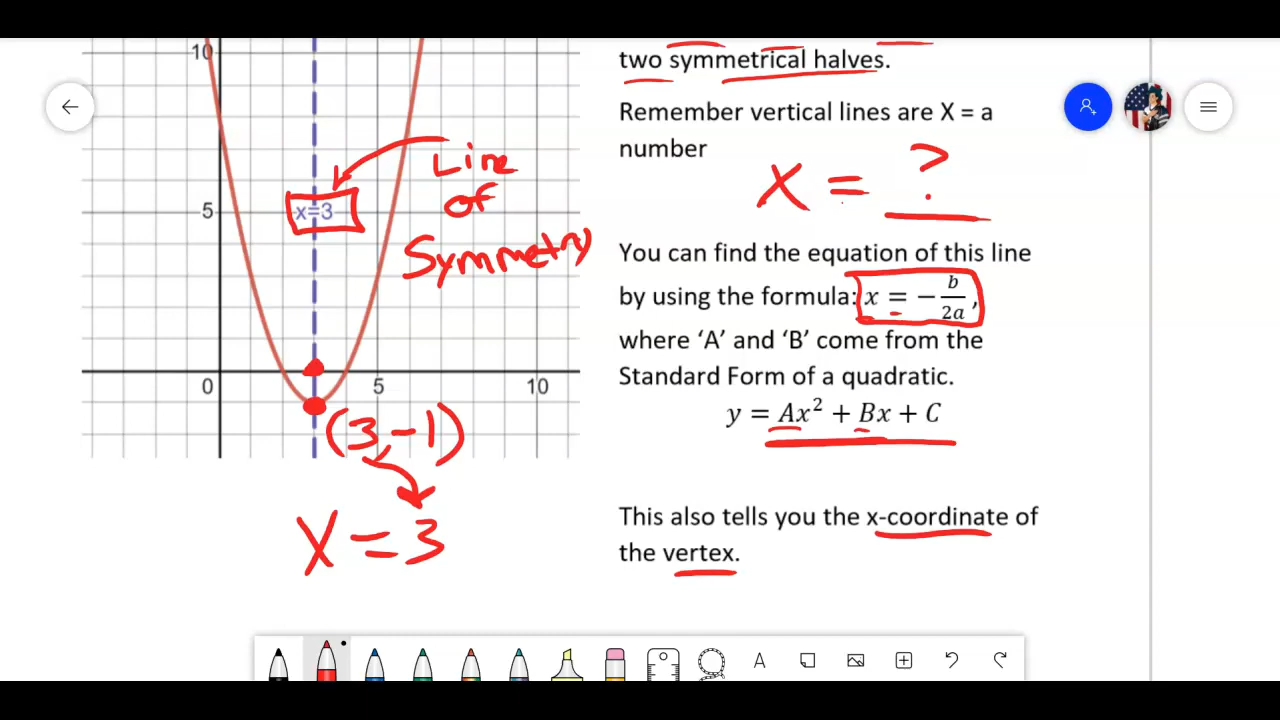 10
5
x=3
0
5
10
Line
of
Symmetry
(3,-1)
X = 3
two symmetrical halves.
Remember vertical lines are X = a
number
X = ?
You can find the equation of this line
by using the formula: x = −b/2a,
where ‘A’ and ‘B’ come from the
Standard Form of a quadratic.
y = Ax² + Bx + C
This also tells you the x-coordinate of
the vertex.
A